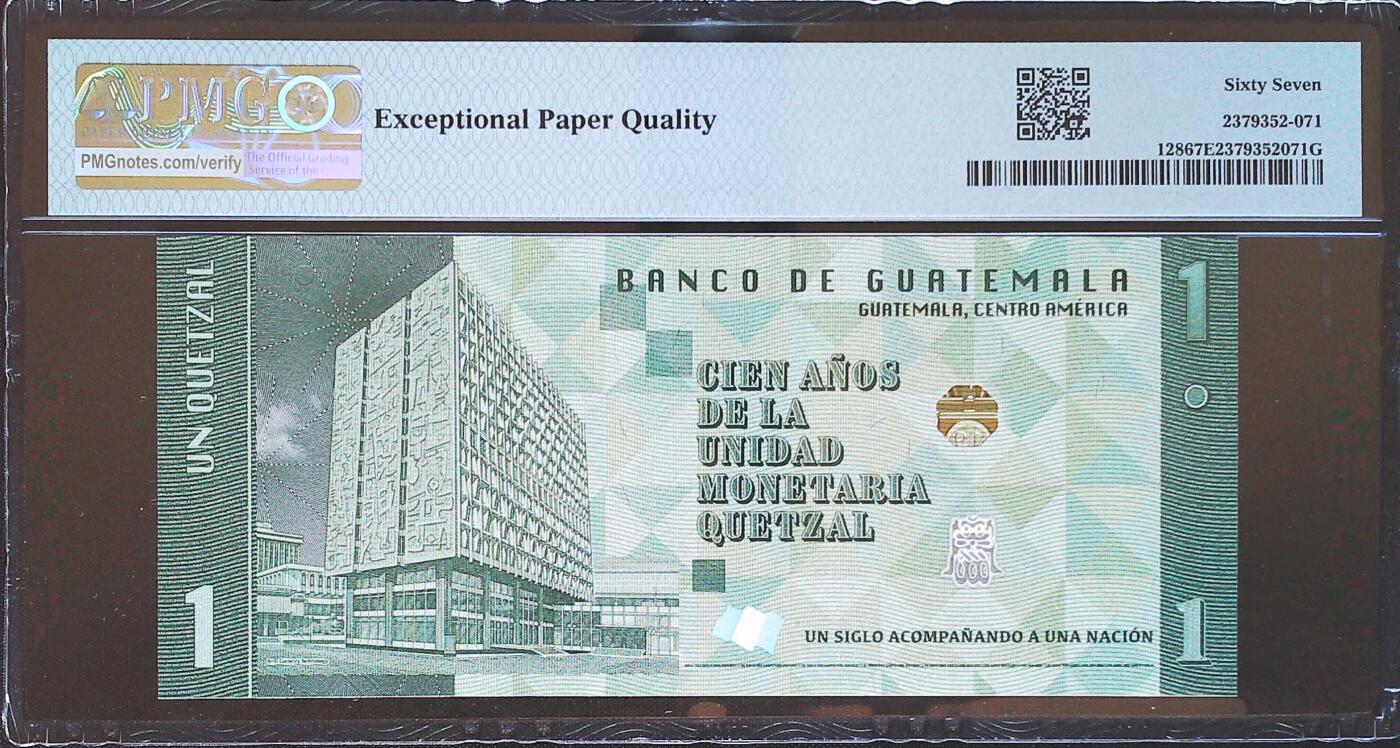 PMG
PMGnotes.com/verify
The Official Grading
Service of the
Exceptional Paper Quality
Sixty Seven
2379352-071
12867E2379352071G
UN QUETZAL
1
BANCO DE GUATEMALA
GUATEMALA, CENTRO AMÉRICA
CIEN AÑOS
DE LA
UNIDAD
MONETARIA
QUETZAL
UN SIGLO ACOMPAÑANDO A UNA NACIÓN
1
1